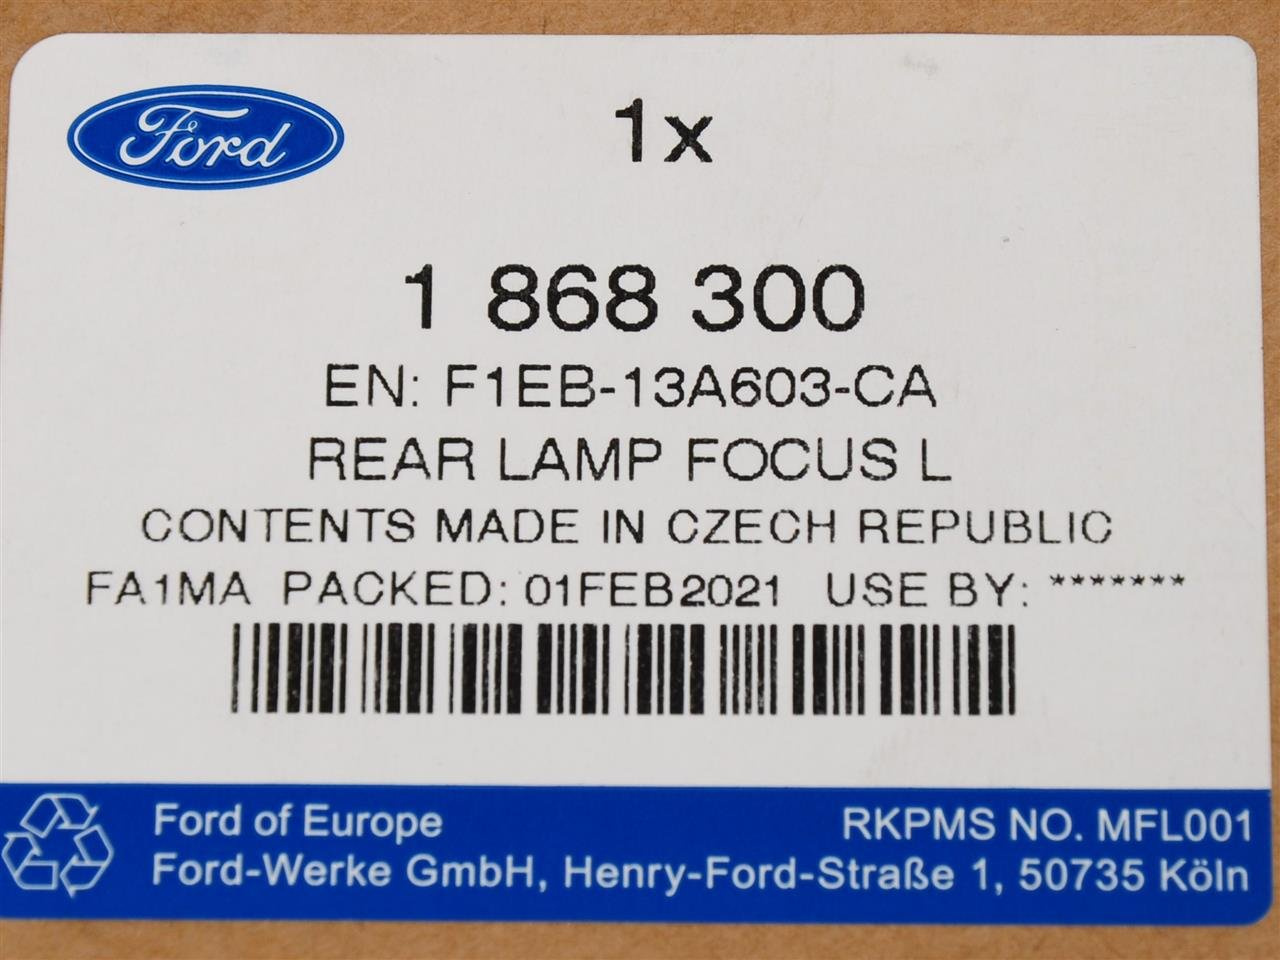 Ford
1x
1 868 300
EN: F1EB-13A603-CA
REAR LAMP FOCUS L
CONTENTS MADE IN CZECH REPUBLIC
FA1MA PACKED: 01FEB2021 USE BY: *******
Ford of Europe
Ford-Werke GmbH, Henry-Ford-Straße 1, 50735 Köln
RKPMS NO. MFL001